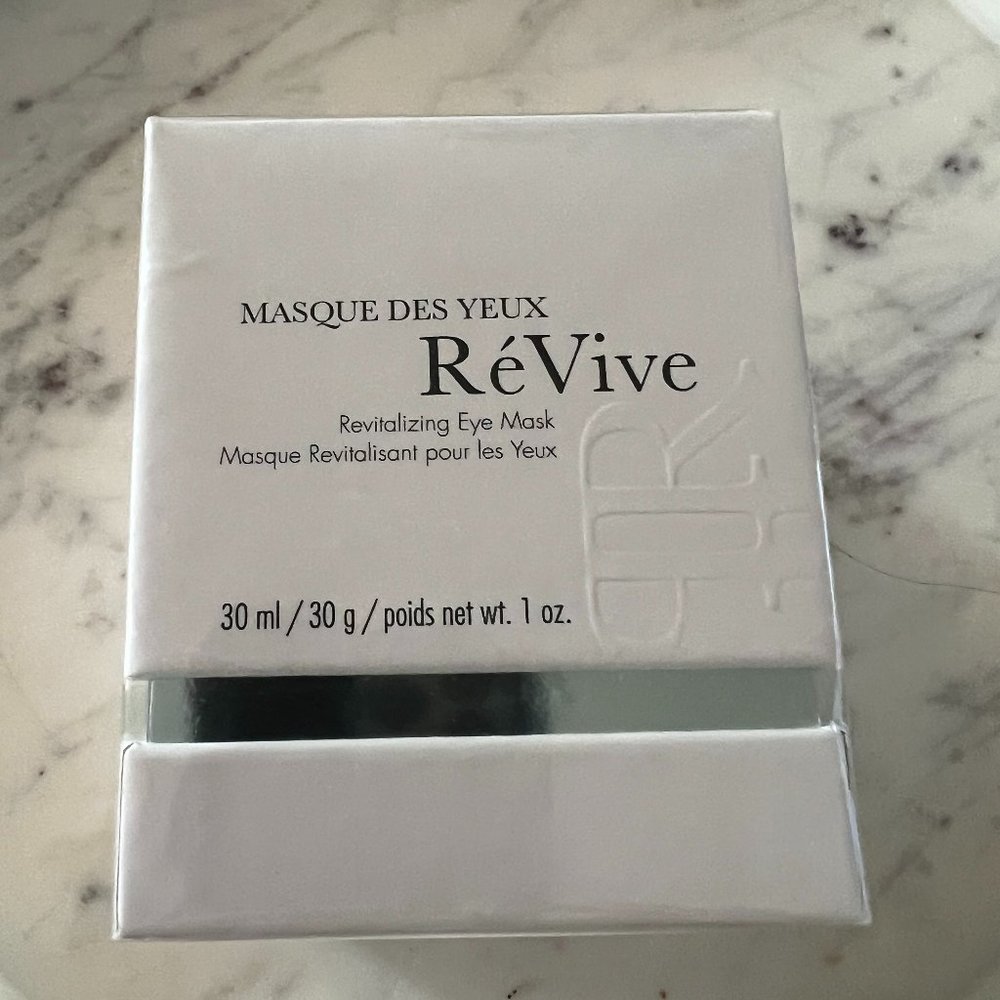 MASQUE DES YEUX
RéVive
Revitalizing Eye Mask
Masque Revitalisant pour les Yeux
30 ml / 30 g / poids net wt. 1 oz.